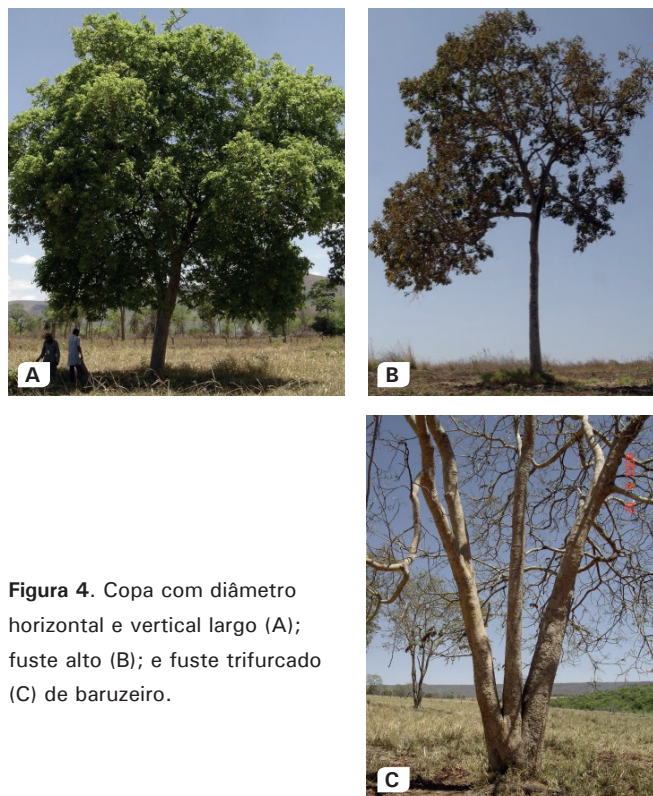 A
B
C
Figura 4. Copa com diâmetro
horizontal e vertical largo (A);
fuste alto (B); e fuste trifurcado
(C) de baruzeiro.